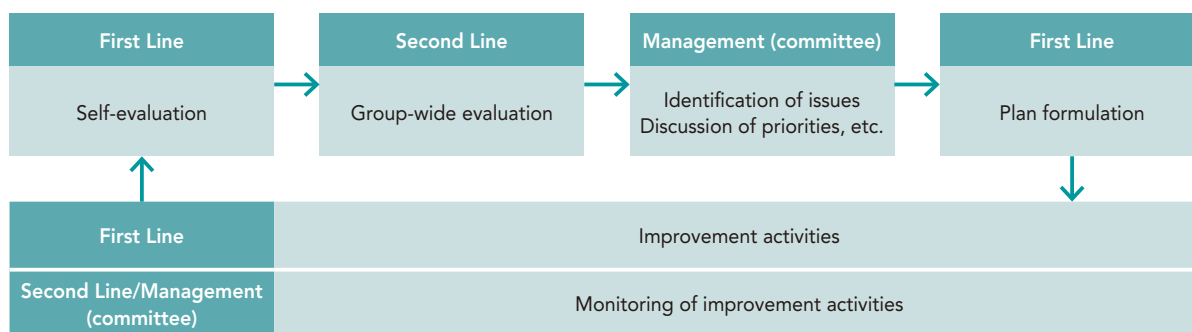 First Line
Self-evaluation
Second Line
Group-wide evaluation
Management (committee)
Identification of issues
Discussion of priorities, etc.
First Line
Plan formulation
First Line
Improvement activities
Second Line/Management
(committee)
Monitoring of improvement activities